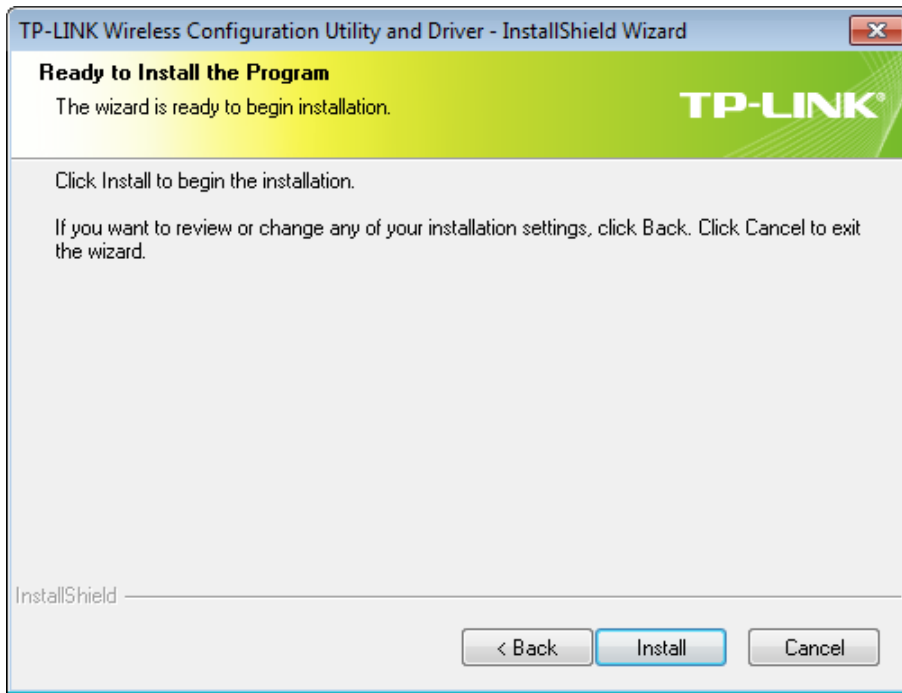 TP-LINK Wireless Configuration Utility and Driver - InstallShield Wizard
Ready to Install the Program
The wizard is ready to begin installation.
TP-LINK®
Click Install to begin the installation.
If you want to review or change any of your installation settings, click Back. Click Cancel to exit
the wizard.
InstallShield
< Back
Install
Cancel